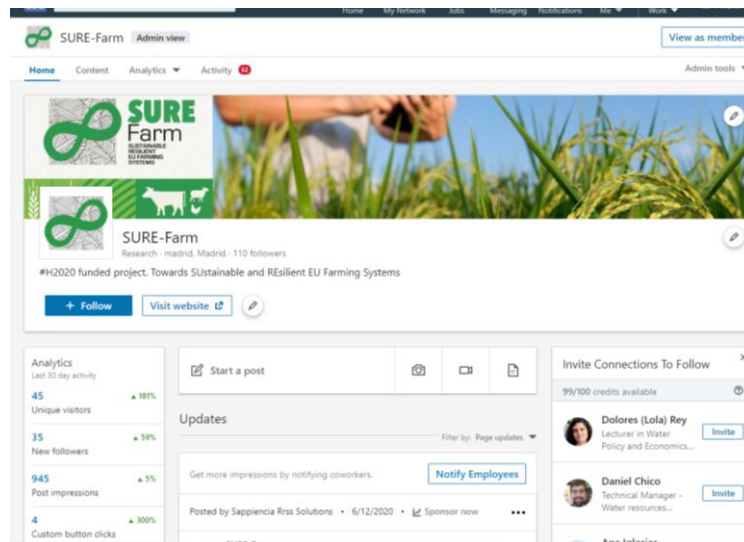 Home My Network Jobs Messaging Notifications Me Work
SURE-Farm Admin view View as member
Home Content Analytics Activity 52 Admin tools
SURE
Farm
SUSTAINABLE
RESILIENT
EU FARMING
SYSTEMS
SURE-Farm
Research · madrid, Madrid · 110 followers
#H2020 funded project. Towards SUstainable and REsilient EU Farming Systems
+ Follow Visit website
Analytics
Last 30 day activity
45 181%
Unique visitors
35 59%
New followers
945 5%
Post impressions
4 300%
Custom button clicks
Start a post
Updates
Filter by: Page updates
Get more impressions by notifying coworkers. Notify Employees
Posted by Sappiencia Rrss Solutions • 6/12/2020 • Sponsor now
Invite Connections To Follow
99/100 credits available
Dolores (Lola) Rey
Lecturer in Water
Policy and Economics...
Invite
Daniel Chico
Technical Manager -
Water resources...
Invite